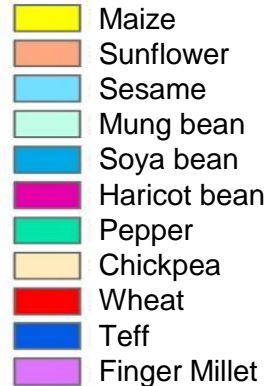 Maize
Sunflower
Sesame
Mung bean
Soya bean
Haricot bean
Pepper
Chickpea
Wheat
Teff
Finger Millet